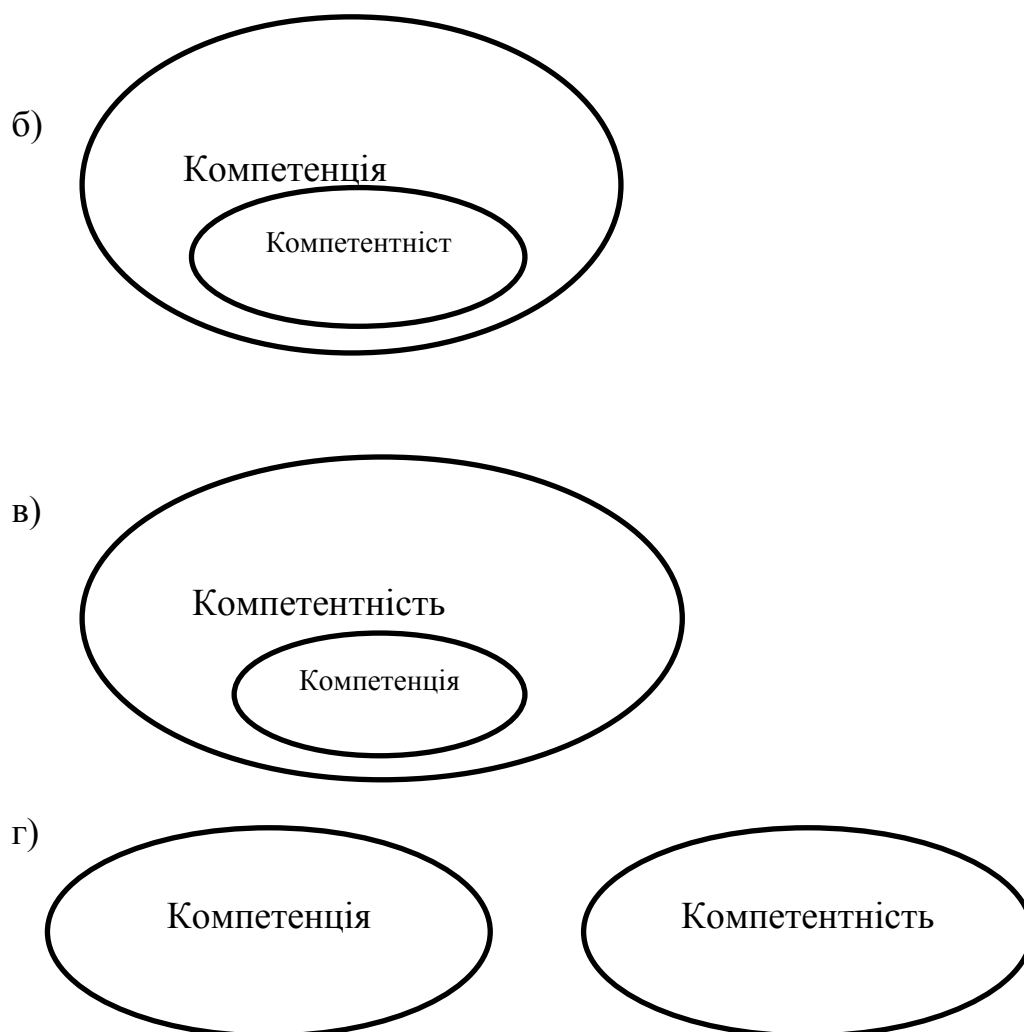 б)
Компетенція
Компетентніст
в)
Компетентність
Компетенція
г)
Компетенція Компетентність